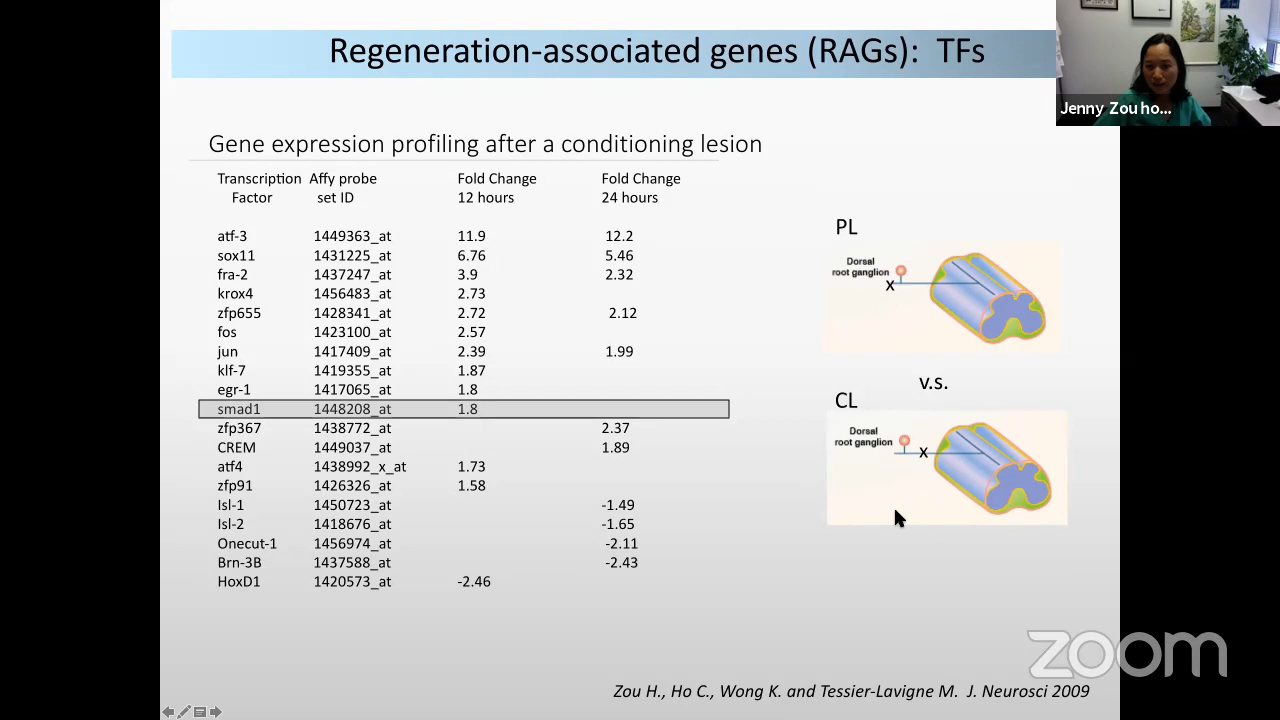 Regeneration-associated genes (RAGs): TFs
Jenny Zou ho...
Gene expression profiling after a conditioning lesion
Transcription Affy probe Fold Change Fold Change
Factor set ID 12 hours 24 hours
atf-3 1449363_at 11.9 12.2
sox11 1431225_at 6.76 5.46
fra-2 1437247_at 3.9 2.32
krox4 1456483_at 2.73
zfp655 1428341_at 2.72 2.12
fos 1423100_at 2.57
jun 1417409_at 2.39 1.99
klf-7 1419355_at 1.87
egr-1 1417065_at 1.8
smad1 1448208_at 1.8
zfp367 1438772_at 2.37
CREM 1449037_at 1.89
atf4 1438992_x_at 1.73
zfp91 1426326_at 1.58
Isl-1 1450723_at -1.49
Isl-2 1418676_at -1.65
Onecut-1 1456974_at -2.11
Brn-3B 1437588_at -2.43
HoxD1 1420573_at -2.46
PL
Dorsal
root ganglion
X
v.s.
CL
Dorsal
root ganglion
X
zoom
Zou H., Ho C., Wong K. and Tessier-Lavigne M. J. Neurosci 2009